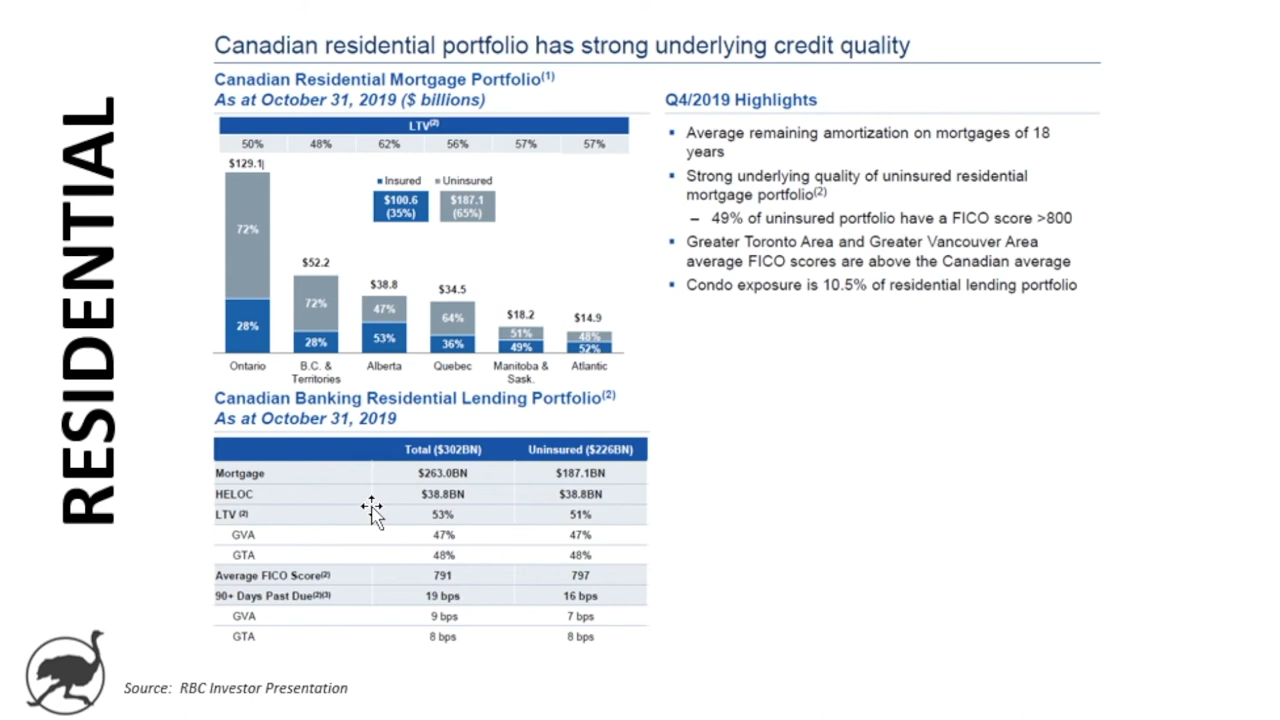 RESIDENTIAL
Canadian residential portfolio has strong underlying credit quality
Canadian Residential Mortgage Portfolio(1)
As at October 31, 2019 ($ billions)
LTV(2)
50% 48% 62% 56% 57% 57%
$129.1
72%
28%
Insured Uninsured
$100.6 $187.1
(35%) (65%)
$52.2
72%
28%
$38.8
47%
53%
$34.5
64%
36%
$18.2
51%
49%
$14.9
48%
52%
Ontario B.C. & Alberta Quebec Manitoba & Atlantic
Territories Sask.
Q4/2019 Highlights
▪ Average remaining amortization on mortgages of 18
years
▪ Strong underlying quality of uninsured residential
mortgage portfolio(2)
– 49% of uninsured portfolio have a FICO score >800
▪ Greater Toronto Area and Greater Vancouver Area
average FICO scores are above the Canadian average
▪ Condo exposure is 10.5% of residential lending portfolio
Canadian Banking Residential Lending Portfolio(2)
As at October 31, 2019
Total ($302BN) Uninsured ($226BN)
Mortgage $263.0BN $187.1BN
HELOC $38.8BN $38.8BN
LTV (2) 53% 51%
GVA 47% 47%
GTA 48% 48%
Average FICO Score(2) 791 797
90+ Days Past Due(2)(3) 19 bps 16 bps
GVA 9 bps 7 bps
GTA 8 bps 8 bps
Source: RBC Investor Presentation